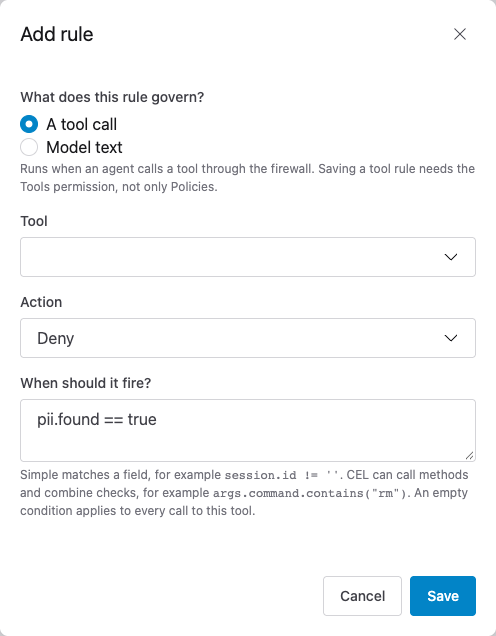 Add rule
What does this rule govern?
A tool call
Model text
Runs when an agent calls a tool through the firewall. Saving a tool rule needs the
Tools permission, not only Policies.
Tool
Action
Deny
When should it fire?
pii.found == true
Simple matches a field, for example session.id != ''. CEL can call methods
and combine checks, for example args.command.contains("rm"). An empty
condition applies to every call to this tool.
Cancel
Save